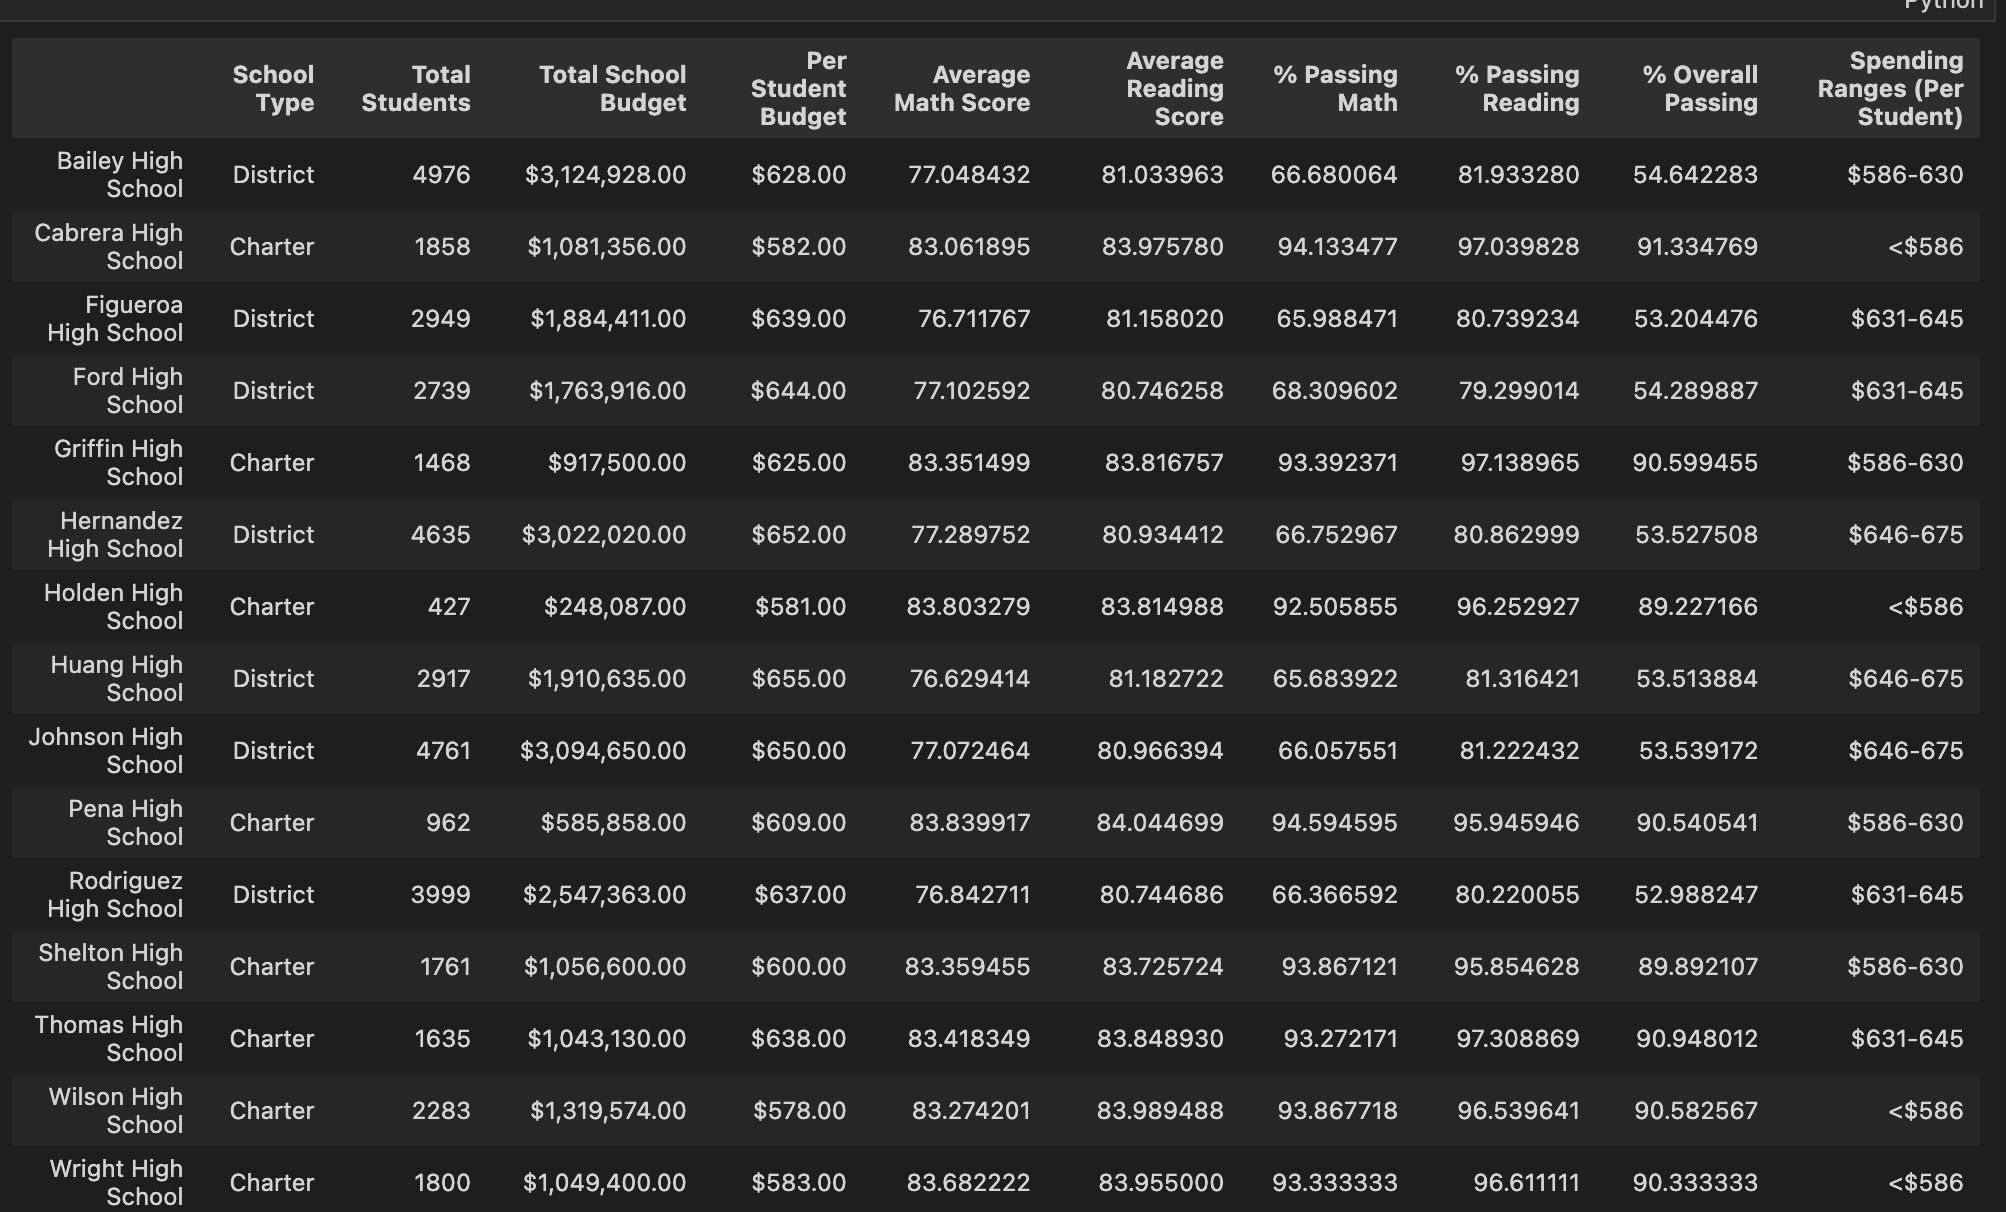 Python
School Type Total Students Total School Budget Per Student Budget Average Math Score Average Reading Score % Passing Math % Passing Reading % Overall Passing Spending Ranges (Per Student)
Bailey High School District 4976 $3,124,928.00 $628.00 77.048432 81.033963 66.680064 81.933280 54.642283 $586-630
Cabrera High School Charter 1858 $1,081,356.00 $582.00 83.061895 83.975780 94.133477 97.039828 91.334769 <$586
Figueroa High School District 2949 $1,884,411.00 $639.00 76.711767 81.158020 65.988471 80.739234 53.204476 $631-645
Ford High School District 2739 $1,763,916.00 $644.00 77.102592 80.746258 68.309602 79.299014 54.289887 $631-645
Griffin High School Charter 1468 $917,500.00 $625.00 83.351499 83.816757 93.392371 97.138965 90.599455 $586-630
Hernandez High School District 4635 $3,022,020.00 $652.00 77.289752 80.934412 66.752967 80.862999 53.527508 $646-675
Holden High School Charter 427 $248,087.00 $581.00 83.803279 83.814988 92.505855 96.252927 89.227166 <$586
Huang High School District 2917 $1,910,635.00 $655.00 76.629414 81.182722 65.683922 81.316421 53.513884 $646-675
Johnson High School District 4761 $3,094,650.00 $650.00 77.072464 80.966394 66.057551 81.222432 53.539172 $646-675
Pena High School Charter 962 $585,858.00 $609.00 83.839917 84.044699 94.594595 95.945946 90.540541 $586-630
Rodriguez High School District 3999 $2,547,363.00 $637.00 76.842711 80.744686 66.366592 80.220055 52.988247 $631-645
Shelton High School Charter 1761 $1,056,600.00 $600.00 83.359455 83.725724 93.867121 95.854628 89.892107 $586-630
Thomas High School Charter 1635 $1,043,130.00 $638.00 83.418349 83.848930 93.272171 97.308869 90.948012 $631-645
Wilson High School Charter 2283 $1,319,574.00 $578.00 83.274201 83.989488 93.867718 96.539641 90.582567 <$586
Wright High School Charter 1800 $1,049,400.00 $583.00 83.682222 83.955000 93.333333 96.611111 90.333333 <$586